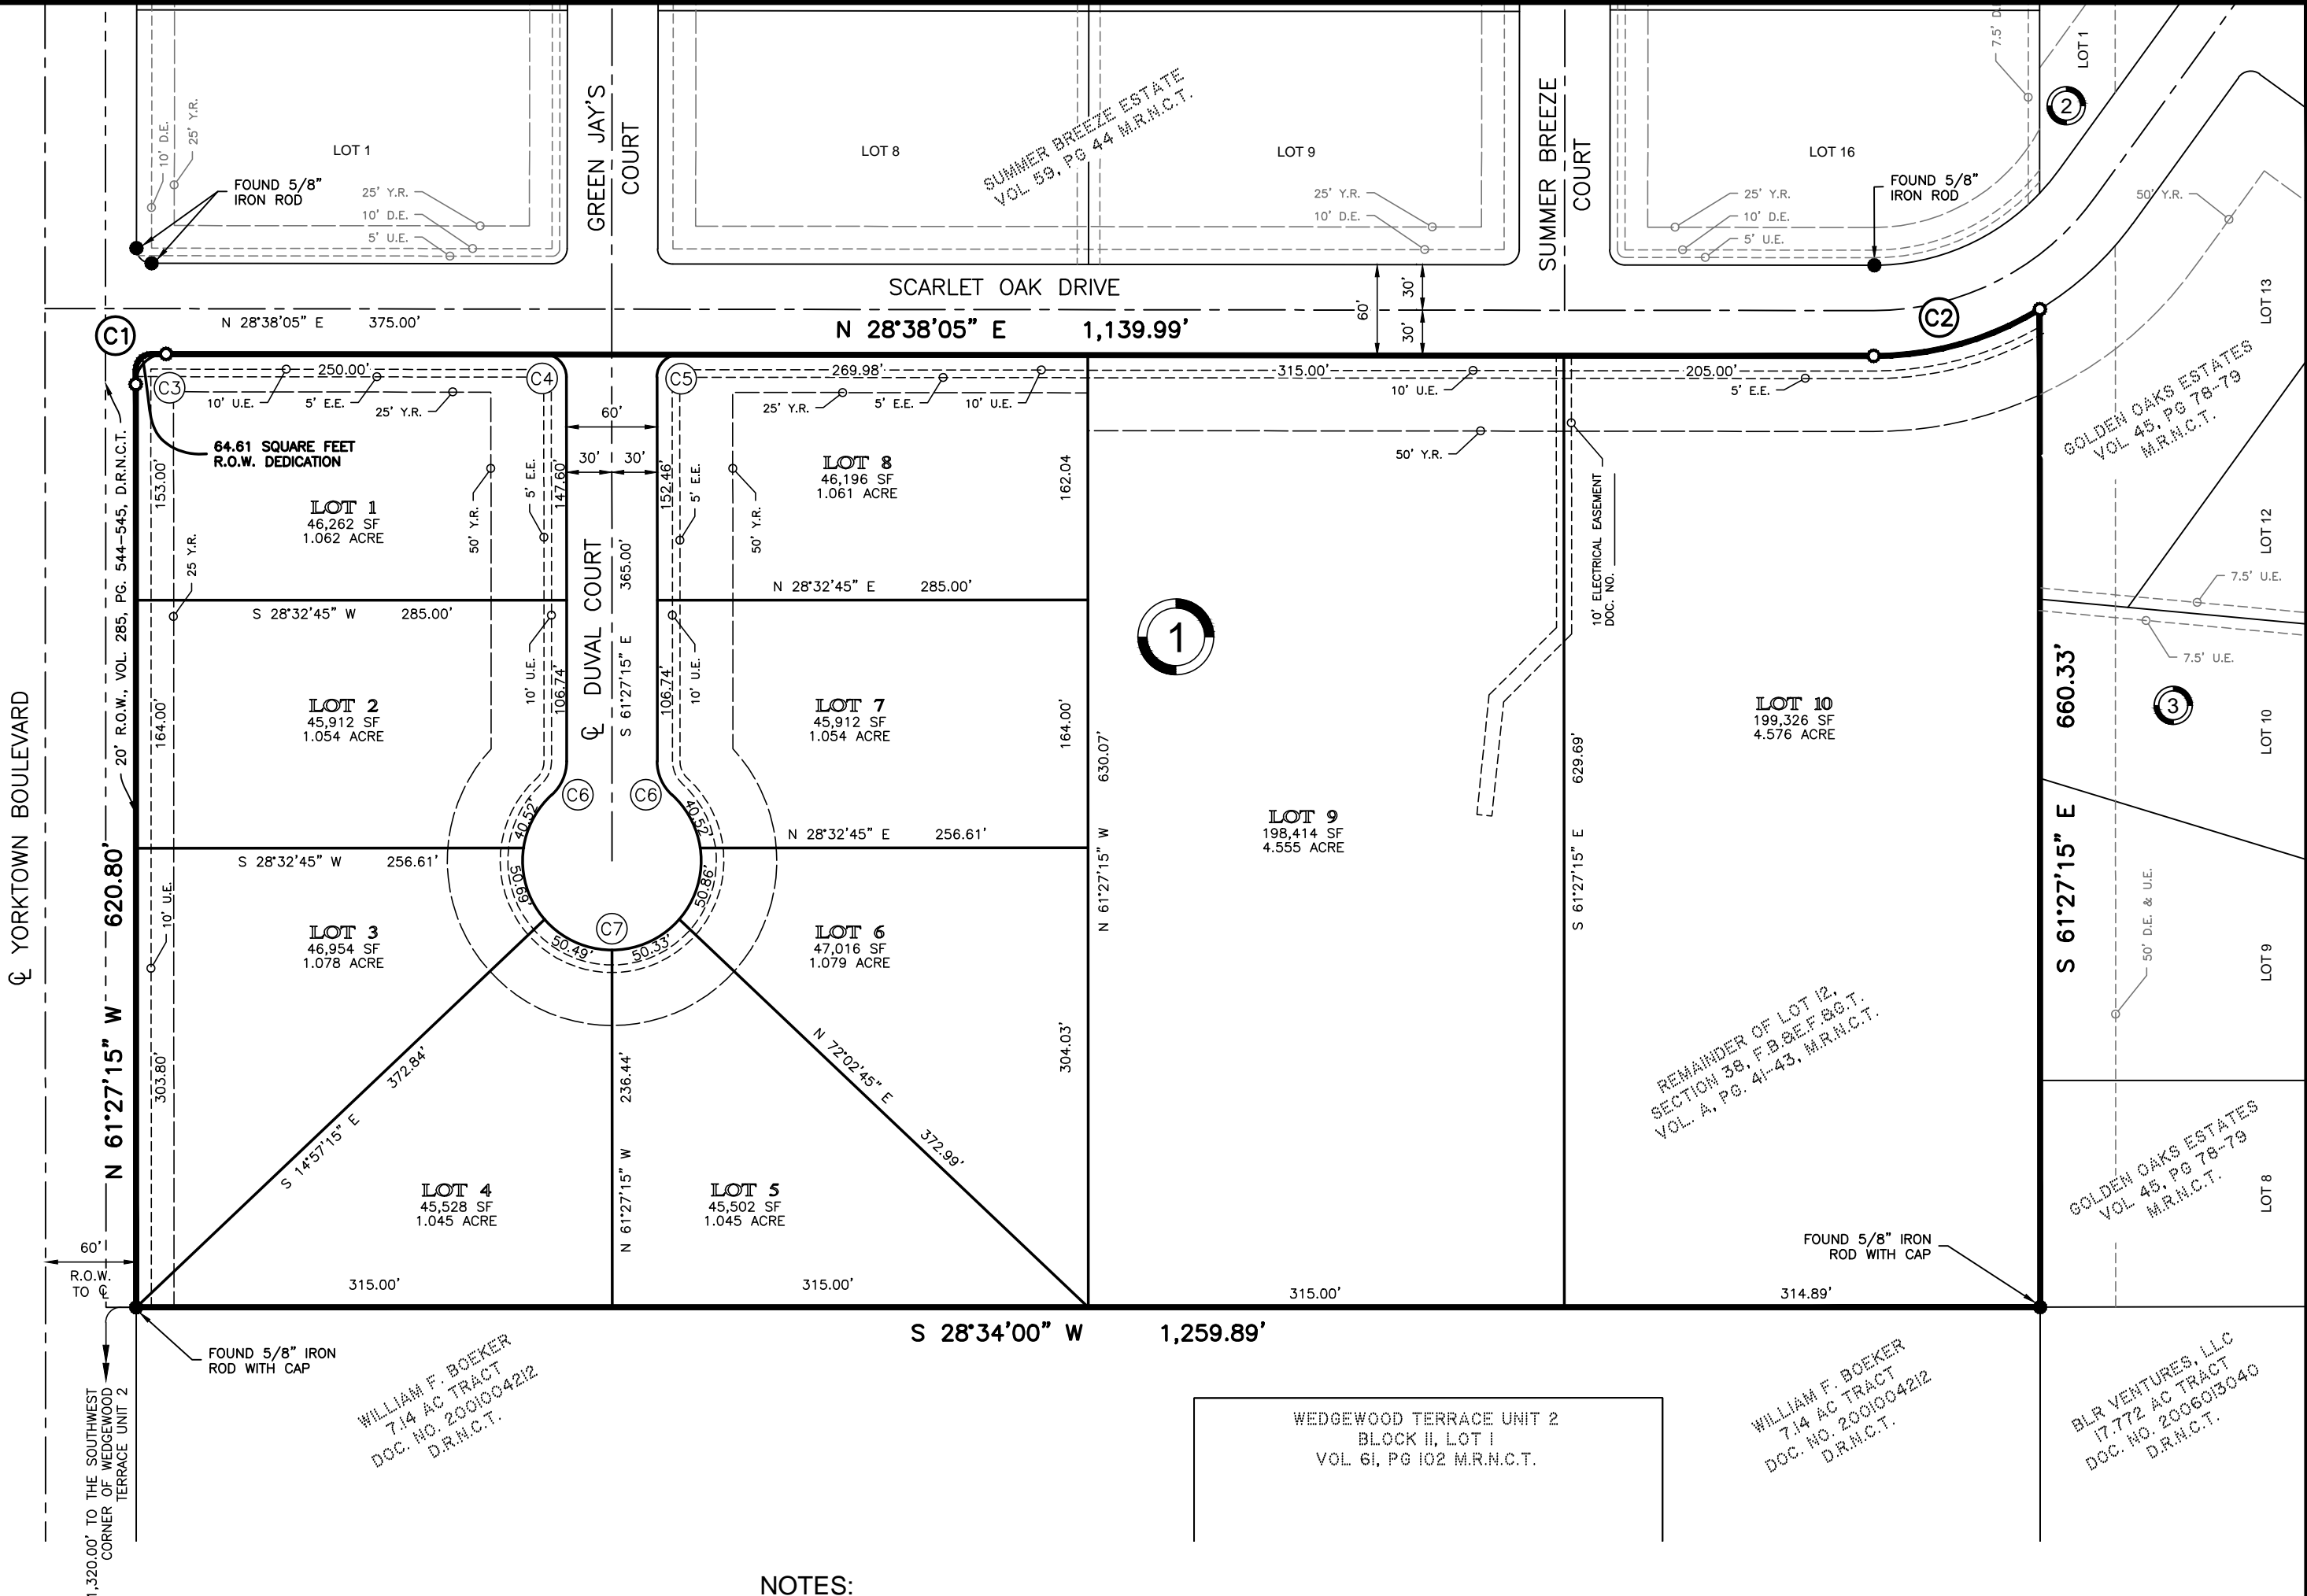 LOT 1
10' D.E.
25' Y.R.
FOUND 5/8"
IRON ROD
25' Y.R.
10' D.E.
5' U.E.
GREEN JAY'S
COURT
LOT 8
SUMMER BREEZE ESTATE
VOL 59, PG 44 M.R.N.C.T.
LOT 9
25' Y.R.
10' D.E.
SUMMER BREEZE
COURT
LOT 16
25' Y.R.
10' D.E.
5' U.E.
FOUND 5/8"
IRON ROD
LOT 1
2
50' Y.R.
LOT 13
SCARLET OAK DRIVE
60'
30'
30'
C1
N 28°38'05" E 375.00'
N 28°38'05" E 1,139.99'
C2
C3
250.00'
C4
C5
269.98'
315.00'
205.00'
10' U.E.
5' E.E.
25' Y.R.
60'
25' Y.R.
5' E.E.
10' U.E.
10' U.E.
5' E.E.
50' Y.R.
GOLDEN OAKS ESTATES
VOL 45, PG 78-79
M.R.N.C.T.
64.61 SQUARE FEET
R.O.W. DEDICATION
153.00'
25 Y.R.
LOT 1
46,262 SF
1.062 ACRE
50' Y.R.
5' E.E.
147.60'
30'
30'
152.46'
5' E.E.
50' Y.R.
LOT 8
46,196 SF
1.061 ACRE
162.04
10' ELECTRICAL EASEMENT
DOC. NO.
LOT 12
20' R.O.W., VOL. 285, PG. 544-545, D.R.N.C.T.
S 28°32'45" W 285.00'
N 28°32'45" E 285.00'
7.5' U.E.
7.5' U.E.
1
℄ YORKTOWN BOULEVARD
164.00'
LOT 2
45,912 SF
1.054 ACRE
10' U.E.
106.74'
℄ DUVAL COURT
S 61°27'15" E 365.00'
106.74'
10' U.E.
LOT 7
45,912 SF
1.054 ACRE
164.00'
N 61°27'15" W 630.07'
S 61°27'15" E 629.69'
LOT 10
199,326 SF
4.576 ACRE
S 61°27'15" E 660.33'
3
LOT 10
C6
C6
40.52'
40.52'
S 28°32'45" W 256.61'
N 28°32'45" E 256.61'
LOT 9
198,414 SF
4.555 ACRE
N 61°27'15" W 620.80'
10' U.E.
303.80'
LOT 3
46,954 SF
1.078 ACRE
50.69'
50.49'
C7
50.33'
50.86'
LOT 6
47,016 SF
1.079 ACRE
304.03'
50' D.E. & U.E.
LOT 9
S 14°57'15" E 372.84'
236.44'
N 61°27'15" W
N 72°02'45" E
372.99'
REMAINDER OF LOT 12,
SECTION 38, F.B.&E.F.&G.T.
VOL. A, PG. 41-43, M.R.N.C.T.
LOT 4
45,528 SF
1.045 ACRE
LOT 5
45,502 SF
1.045 ACRE
GOLDEN OAKS ESTATES
VOL 45, PG 78-79
M.R.N.C.T.
LOT 8
60'
R.O.W.
TO ℄
315.00'
315.00'
315.00'
314.89'
FOUND 5/8" IRON
ROD WITH CAP
S 28°34'00" W 1,259.89'
FOUND 5/8" IRON
ROD WITH CAP
1,320.00' TO THE SOUTHWEST
CORNER OF WEDGEWOOD
TERRACE UNIT 2
WILLIAM F. BOEKER
7.14 AC TRACT
DOC. NO. 2001004212
D.R.N.C.T.
WEDGEWOOD TERRACE UNIT 2
BLOCK 11, LOT 1
VOL 61, PG 102 M.R.N.C.T.
WILLIAM F. BOEKER
7.14 AC TRACT
DOC. NO. 2001004212
D.R.N.C.T.
BLR VENTURES, LLC
17.772 AC TRACT
DOC. NO. 2006013040
D.R.N.C.T.
NOTES: